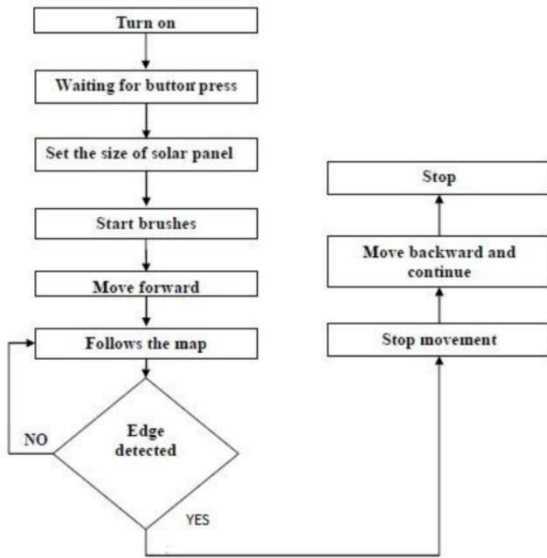 Turn on
Waiting for button press
Set the size of solar panel
Start brushes
Move forward
Follows the map
Edge
detected
NO
YES
Stop movement
Move backward and
continue
Stop